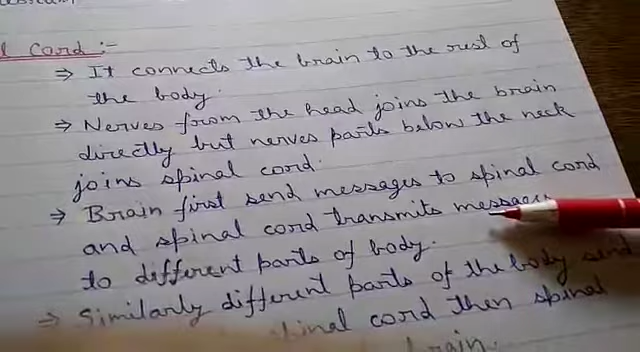 l Cord:-
⇒ It connects the brain to the rest of
the body.
⇒ Nerves from the head joins the brain
directly but nerves parts below the neck
joins spinal cord.
⇒ Brain first send messages to spinal cord
and spinal cord transmits messages
to different parts of body.
⇒ Similarly different parts of the body send
cord then spinal
brain.